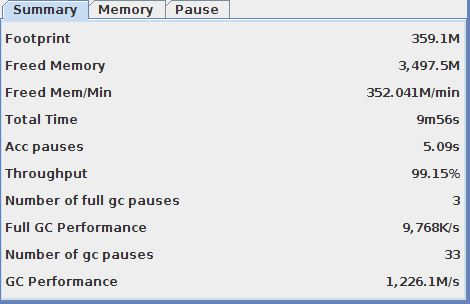 Summary Memory Pause
Footprint 359.1M
Freed Memory 3,497.5M
Freed Mem/Min 352.041M/min
Total Time 9m56s
Acc pauses 5.09s
Throughput 99.15%
Number of full gc pauses 3
Full GC Performance 9,768K/s
Number of gc pauses 33
GC Performance 1,226.1M/s